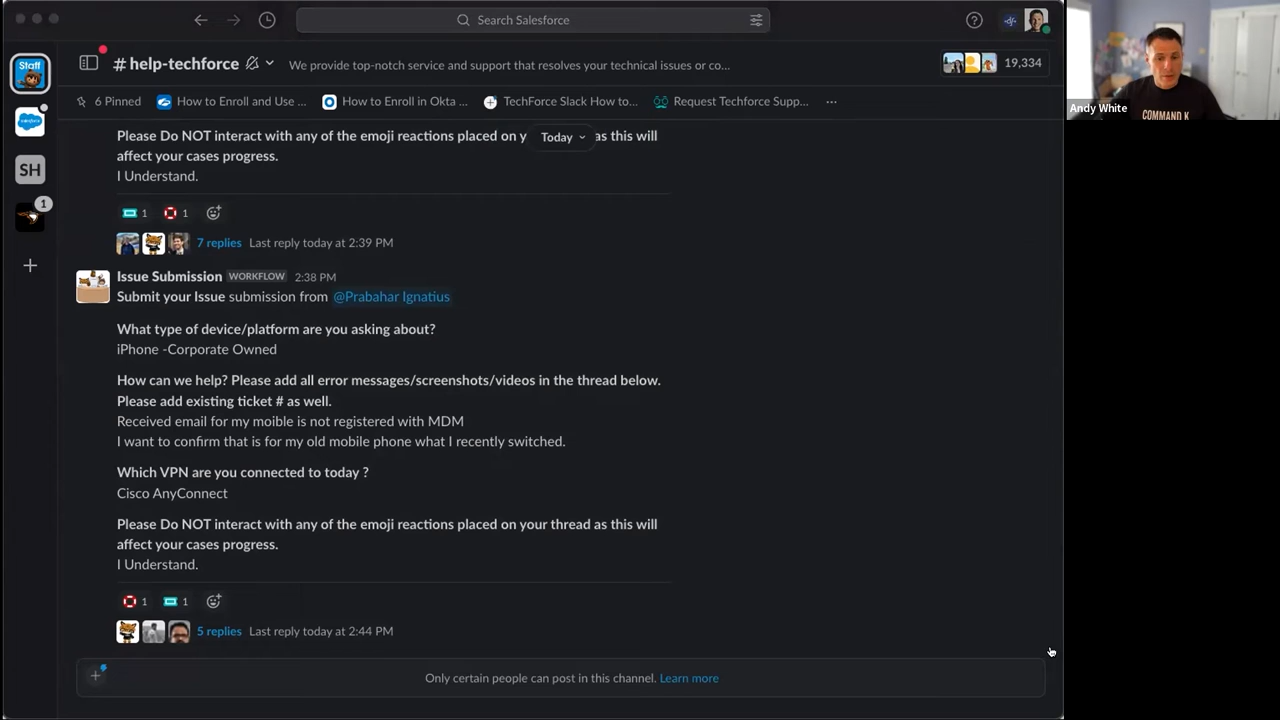 Search Salesforce
Staff
# help-techforce
We provide top-notch service and support that resolves your technical issues or co...
19,334
6 Pinned
How to Enroll and Use ...
How to Enroll in Okta ...
TechForce Slack How to...
Request Techforce Supp...
...
SH
1
Today
Please Do NOT interact with any of the emoji reactions placed on y as this will
affect your cases progress.
I Understand.
1 1
7 replies Last reply today at 2:39 PM
Issue Submission WORKFLOW 2:38 PM
Submit your Issue submission from @Prabahar Ignatius
What type of device/platform are you asking about?
iPhone -Corporate Owned
How can we help? Please add all error messages/screenshots/videos in the thread below.
Please add existing ticket # as well.
Received email for my moible is not registered with MDM
I want to confirm that is for my old mobile phone what I recently switched.
Which VPN are you connected to today ?
Cisco AnyConnect
Please Do NOT interact with any of the emoji reactions placed on your thread as this will
affect your cases progress.
I Understand.
1 1
5 replies Last reply today at 2:44 PM
Only certain people can post in this channel. Learn more
Andy White
COMMAND K